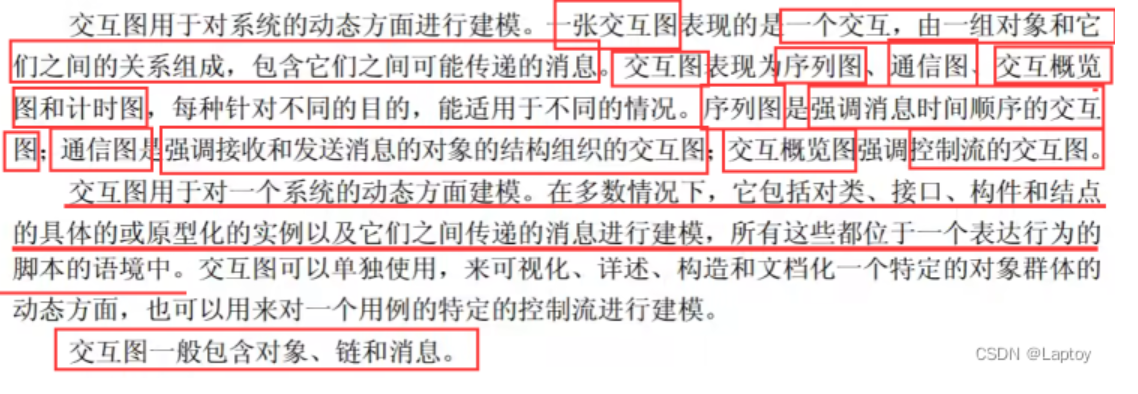 交互图用于对系统的动态方面进行建模。一张交互图表现的是一个交互，由一组对象和它
们之间的关系组成，包含它们之间可能传递的消息。交互图表现为序列图、通信图、交互概览
图和计时图，每种针对不同的目的，能适用于不同的情况。序列图是强调消息时间顺序的交互
图；通信图是强调接收和发送消息的对象的结构组织的交互图；交互概览图强调控制流的交互图。
交互图用于对一个系统的动态方面建模。在多数情况下，它包括对类、接口、构件和结点
的具体的或原型化的实例以及它们之间传递的消息进行建模，所有这些都位于一个表达行为的
脚本的语境中。交互图可以单独使用，来可视化、详述、构造和文档化一个特定的对象群体的
动态方面，也可以用来对一个用例的特定的控制流进行建模。
交互图一般包含对象、链和消息。
CSDN @Laptoy